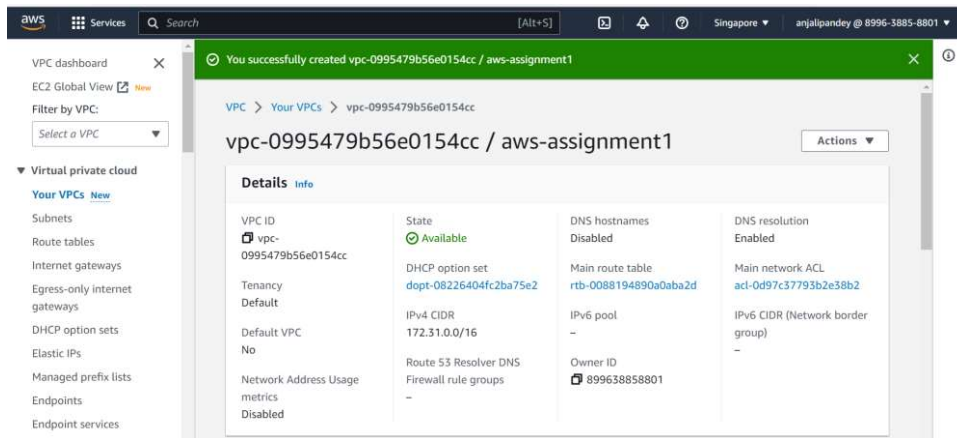 aws Services Search [Alt+S] Singapore ▼ anjalipandey @ 8996-3885-8801 ▼
VPC dashboard
EC2 Global View New
Filter by VPC:
Select a VPC
Virtual private cloud
Your VPCs New
Subnets
Route tables
Internet gateways
Egress-only internet
gateways
DHCP option sets
Elastic IPs
Managed prefix lists
Endpoints
Endpoint services
You successfully created vpc-0995479b56e0154cc / aws-assignment1
VPC > Your VPCs > vpc-0995479b56e0154cc
vpc-0995479b56e0154cc / aws-assignment1
Actions ▼
Details Info
VPC ID
vpc-
0995479b56e0154cc
Tenancy
Default
Default VPC
No
Network Address Usage
metrics
Disabled
State
Available
DHCP option set
dopt-08226404fc2ba75e2
IPv4 CIDR
172.31.0.0/16
Route 53 Resolver DNS
Firewall rule groups
–
DNS hostnames
Disabled
Main route table
rtb-0088194890a0aba2d
IPv6 pool
–
Owner ID
899638858801
DNS resolution
Enabled
Main network ACL
acl-0d97c37793b2e38b2
IPv6 CIDR (Network border
group)
–